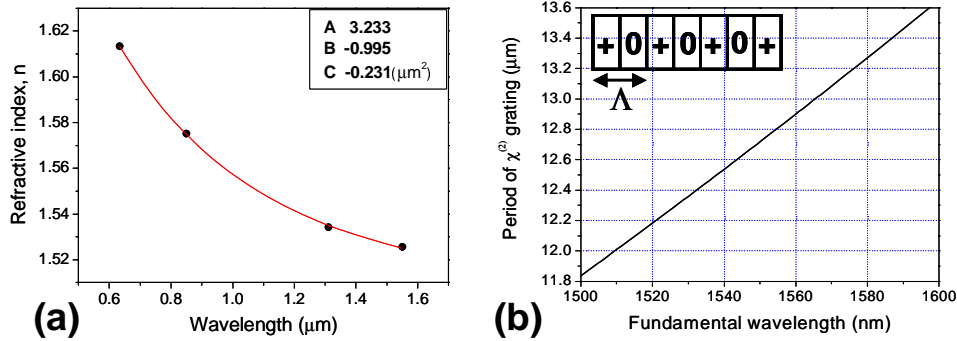 A 3.233
B -0.995
C -0.231(μm²)
1.62
1.60
1.58
1.56
1.54
1.52
Refractive index, n
0.6 0.8 1.0 1.2 1.4 1.6
Wavelength (μm)
(a)
+ 0 + 0 + 0 +
Λ
13.6
13.4
13.2
13.0
12.8
12.6
12.4
12.2
12.0
11.8
Period of χ⁽²⁾ grating (μm)
1500 1520 1540 1560 1580 1600
Fundamental wavelength (nm)
(b)